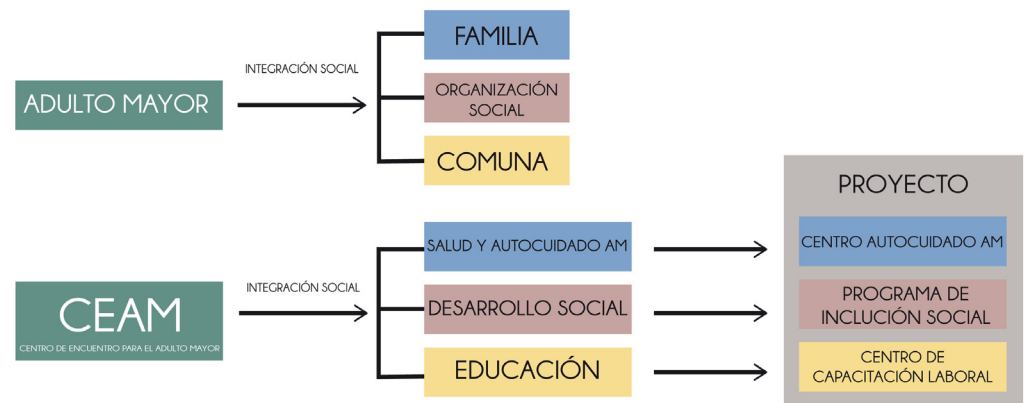 ADULTO MAYOR
INTEGRACIÓN SOCIAL
FAMILIA
ORGANIZACIÓN
SOCIAL
COMUNA
CEAM
CENTRO DE ENCUENTRO PARA EL ADULTO MAYOR
INTEGRACIÓN SOCIAL
SALUD Y AUTOCUIDADO AM
DESARROLLO SOCIAL
EDUCACIÓN
PROYECTO
CENTRO AUTOCUIDADO AM
PROGRAMA DE
INCLUCIÓN SOCIAL
CENTRO DE
CAPACITACIÓN LABORAL